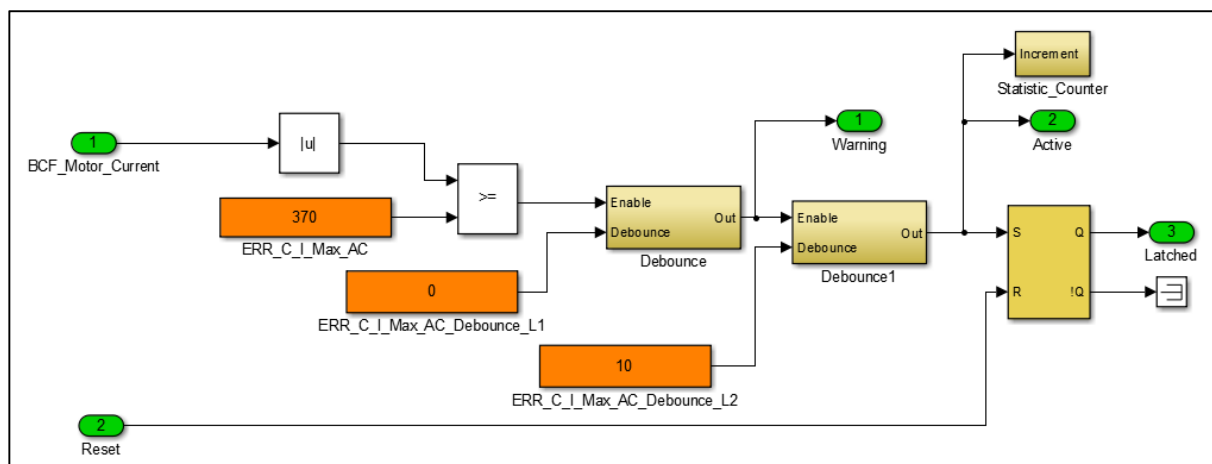 Increment
Statistic_Counter
1
BCF_Motor_Current
|u|
1
Warning
2
Active
370
ERR_C_I_Max_AC
>=
Enable
Debounce
Out
Debounce
Enable
Debounce
Out
Debounce1
S
R
Q
!Q
3
Latched
0
ERR_C_I_Max_AC_Debounce_L1
10
ERR_C_I_Max_AC_Debounce_L2
2
Reset